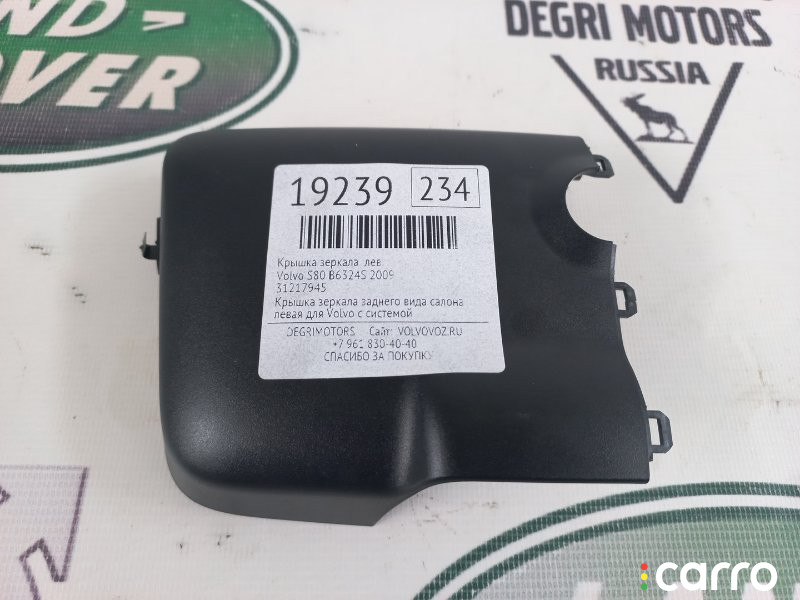 ND >
OVER
DEGRI MOTORS
RUSSIA
19239 234
Крышка зеркала лев.
Volvo S80 B6324S 2009
31217945
Крышка зеркала заднего вида салона
левая для Volvo с системой
DEGRIMOTORS Сайт: VOLVOVOZ.RU
+7 961 830-40-40
СПАСИБО ЗА ПОКУПКУ
carro